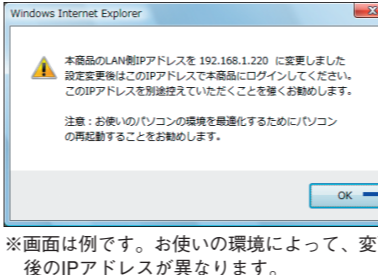 Windows Internet Explorer
本商品のLAN側IPアドレスを 192.168.1.220 に変更しました
設定変更後はこのIPアドレスで本商品にログインしてください。
このIPアドレスを別途控えていただくことを強くお勧めします。
注意:お使いのパソコンの環境を最適化するためにパソコン
の再起動することをお勧めします。
OK
※画面は例です。お使いの環境によって、変
後のIPアドレスが異なります。